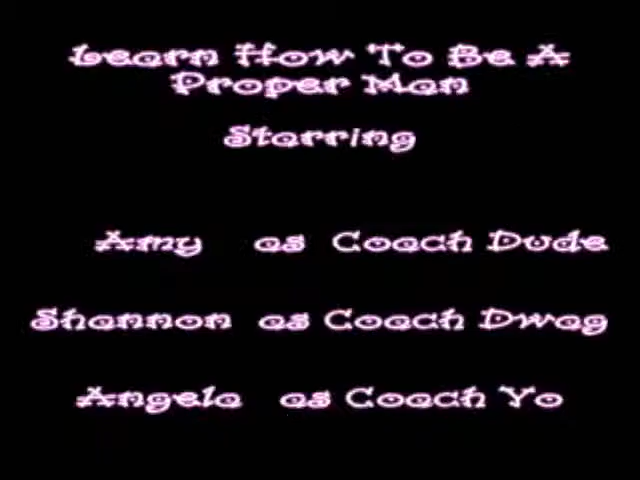 Learn How To Be A
Proper Man
Starring
Amy as Coach Dude
Shannon as Coach Dwag
Angela as Coach Yo